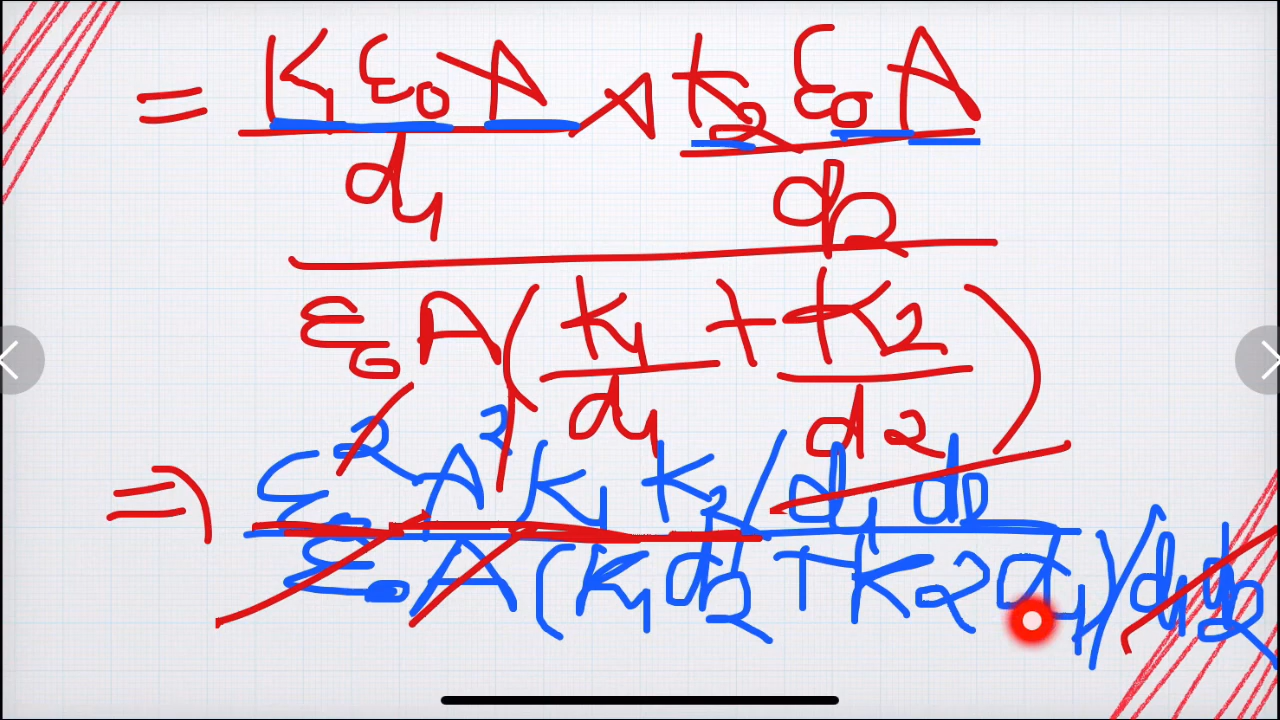 = K₁ε₀A × K₂ε₀A
d₁ d₂
ε₀A(K₁ + K₂)
d₁ d₂
⇒ ε₀²A²K₁K₂/d₁d₂
ε₀A(K₁d₂+K₂d₁)/d₁d₂